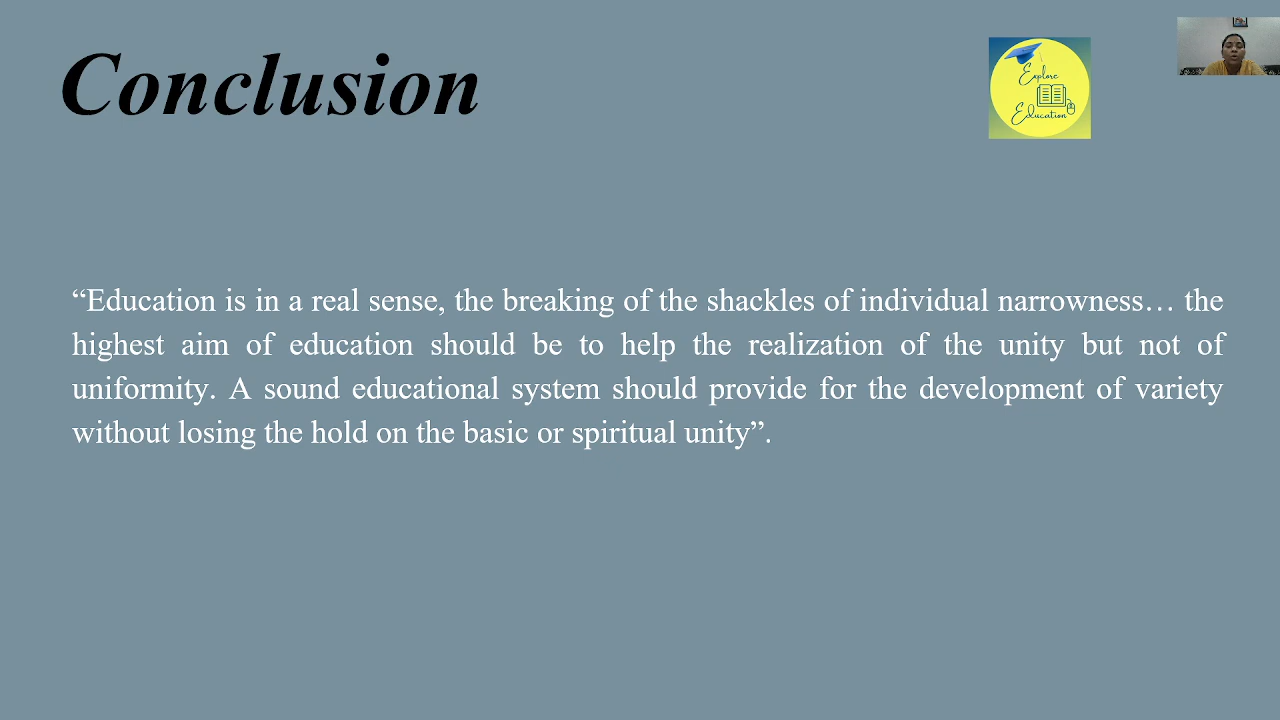 Conclusion
Explore
Education
“Education is in a real sense, the breaking of the shackles of individual narrowness… the
highest aim of education should be to help the realization of the unity but not of
uniformity. A sound educational system should provide for the development of variety
without losing the hold on the basic or spiritual unity”.